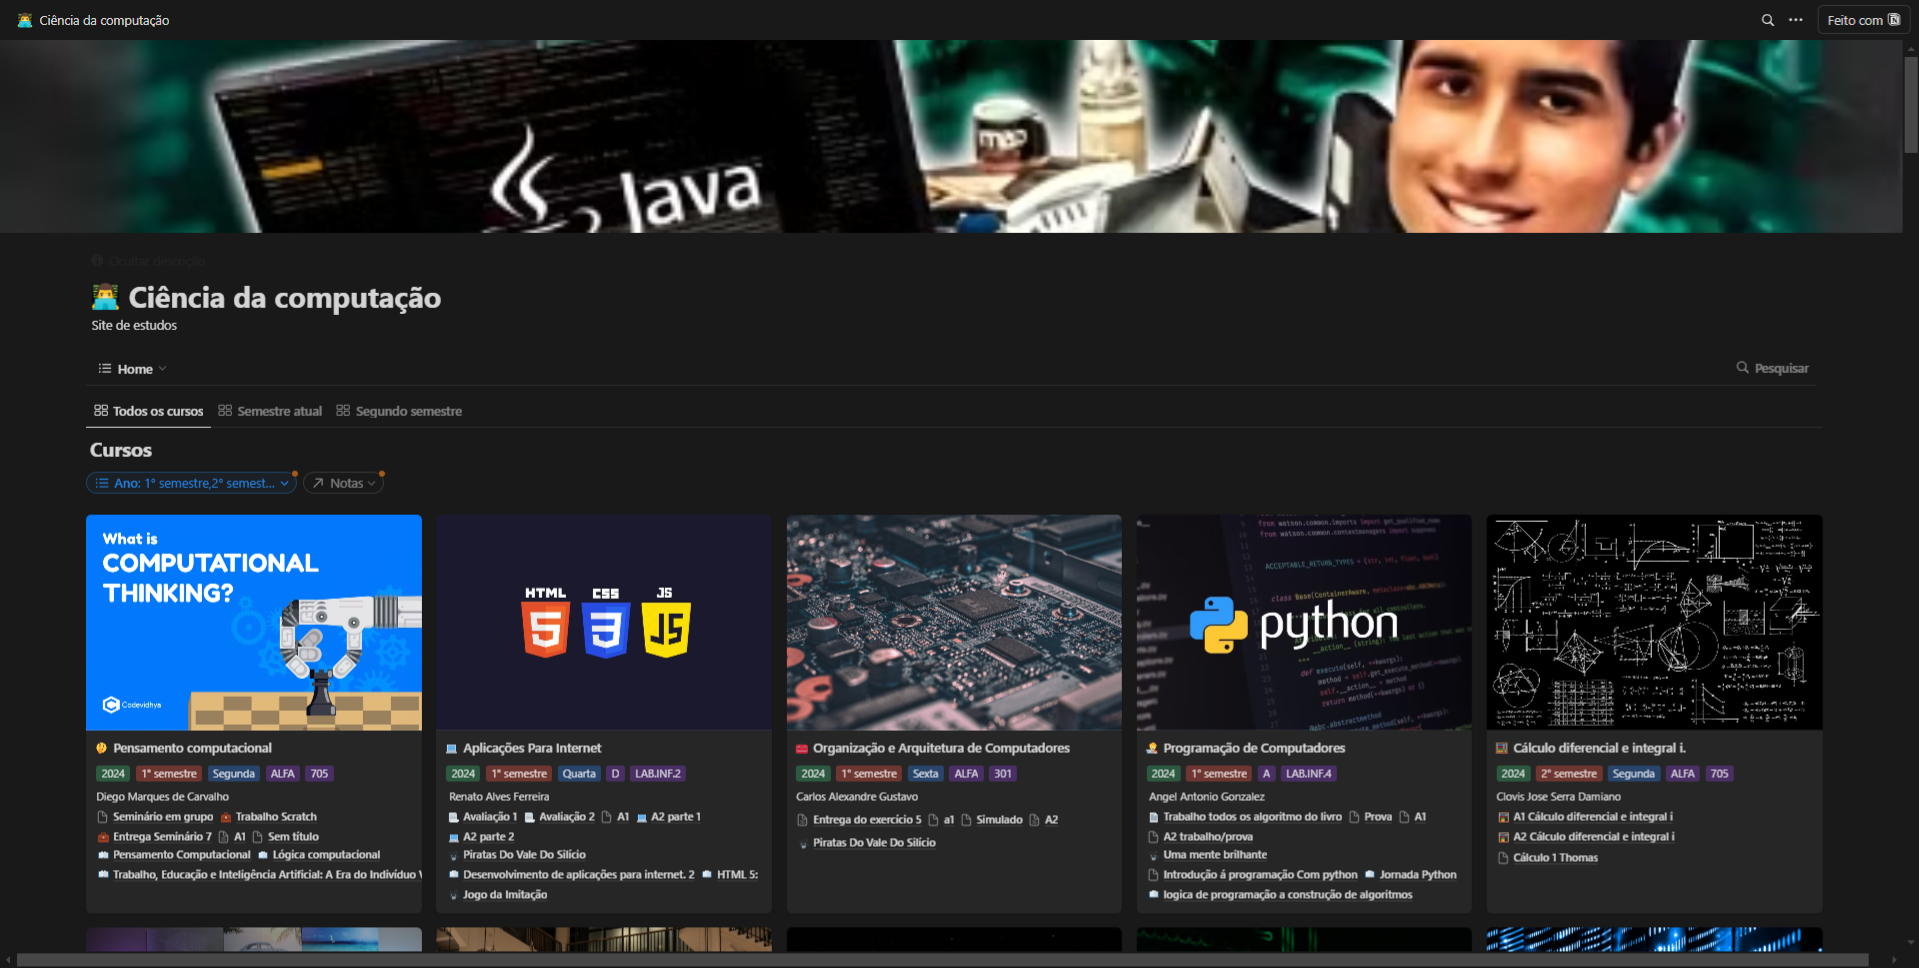 Ciência da computação
Feito com
Java
Ocultar descrição
Ciência da computação
Site de estudos
Home
Pesquisar
Todos os cursos
Semestre atual
Segundo semestre
Cursos
Ano: 1° semestre,2° semest...
Notas
What is
COMPUTATIONAL
THINKING?
Codevidhya
Pensamento computacional
2024 1° semestre Segunda ALFA 705
Diego Marques de Carvalho
Seminário em grupo Trabalho Scratch
Entrega Seminário 7 A1 Sem título
Pensamento Computacional Lógica computacional
Trabalho, Educação e Inteligência Artificial: A Era do Indivíduo
HTML CSS JS
5 3 JS
Aplicações Para Internet
2024 1° semestre Quarta D LAB.INF.2
Renato Alves Ferreira
Avaliação 1 Avaliação 2 A1 A2 parte 1
A2 parte 2
Piratas Do Vale Do Silício
Desenvolvimento de aplicações para internet. 2 HTML 5:
Jogo da Imitação
Organização e Arquitetura de Computadores
2024 1° semestre Sexta ALFA 301
Carlos Alexandre Gustavo
Entrega do exercício 5 a1 Simulado A2
Piratas Do Vale Do Silício
ACCEPTABLE_RETURN_TYPES
python
Programação de Computadores
2024 1° semestre A LAB.INF.4
Angel Antonio Gonzalez
Trabalho todos os algoritmo do livro Prova A1
A2 trabalho/prova
Uma mente brilhante
Introdução á programação Com python Jornada Python
logica de programação a construção de algoritmos
Cálculo diferencial e integral i.
2024 2° semestre Segunda ALFA 705
Clovis Jose Serra Damiano
A1 Cálculo diferencial e integral i
A2 Cálculo diferencial e integral i
Cálculo 1 Thomas